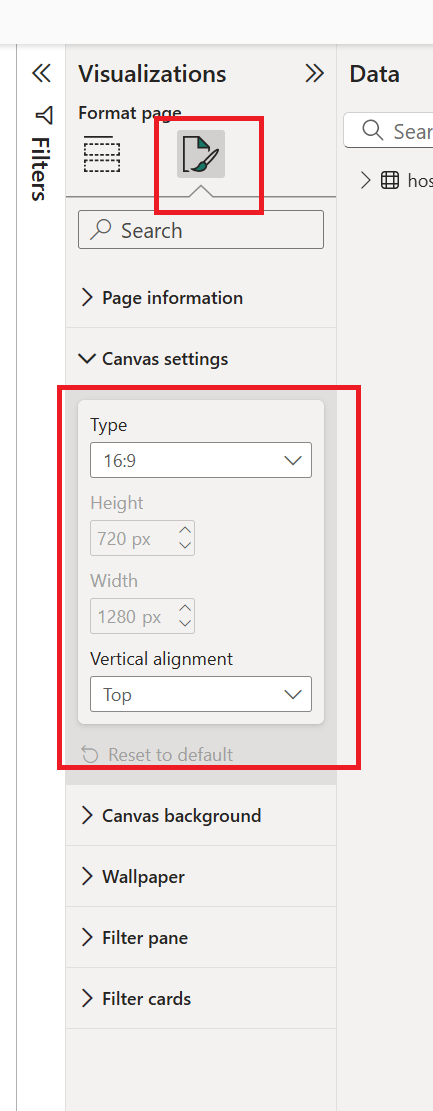 Visualizations
Data
Format page
Filters
Sear
hos
Search
Page information
Canvas settings
Type
16:9
Height
720 px
Width
1280 px
Vertical alignment
Top
Reset to default
Canvas background
Wallpaper
Filter pane
Filter cards